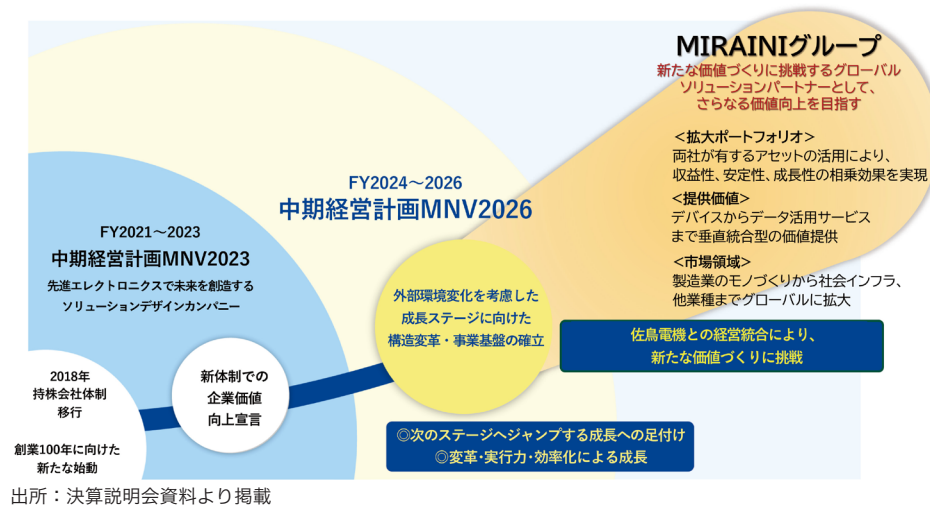 MIRAINIグループ
新たな価値づくりに挑戦するグローバル
ソリューションパートナーとして、
さらなる価値向上を目指す
＜拡大ポートフォリオ＞
両社が有するアセットの活用により、
収益性、安定性、成長性の相乗効果を実現
＜提供価値＞
デバイスからデータ活用サービス
まで垂直統合型の価値提供
＜市場領域＞
製造業のモノづくりから社会インフラ、
他業種までグローバルに拡大
佐鳥電機との経営統合により、
新たな価値づくりに挑戦
FY2024～2026
中期経営計画MNV2026
外部環境変化を考慮した
成長ステージに向けた
構造変革・事業基盤の確立
◎次のステージへジャンプする成長への足付け
◎変革・実行力・効率化による成長
FY2021～2023
中期経営計画MNV2023
先進エレクトロニクスで未来を創造する
ソリューションデザインカンパニー
新体制での
企業価値
向上宣言
2018年
持株会社体制
移行
創業100年に向けた
新たな始動
出所：決算説明会資料より掲載